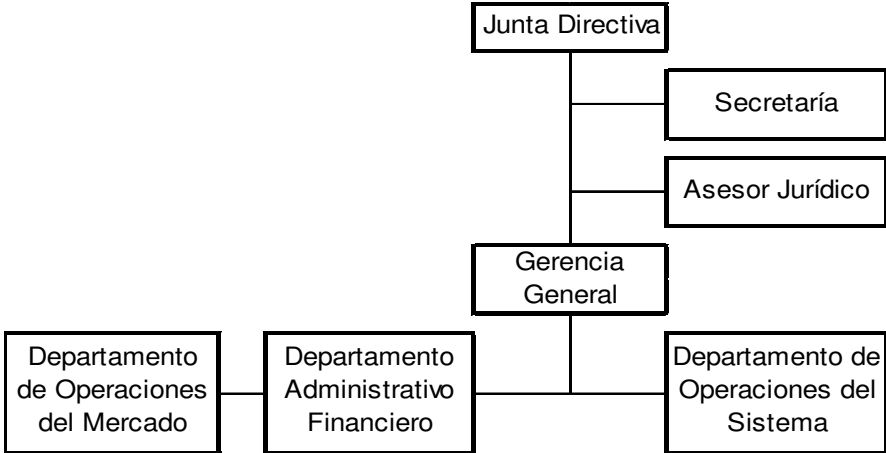 Junta Directiva
Secretaría
Asesor Jurídico
Gerencia
General
Departamento
de Operaciones
del Mercado
Departamento
Administrativo
Financiero
Departamento de
Operaciones del
Sistema